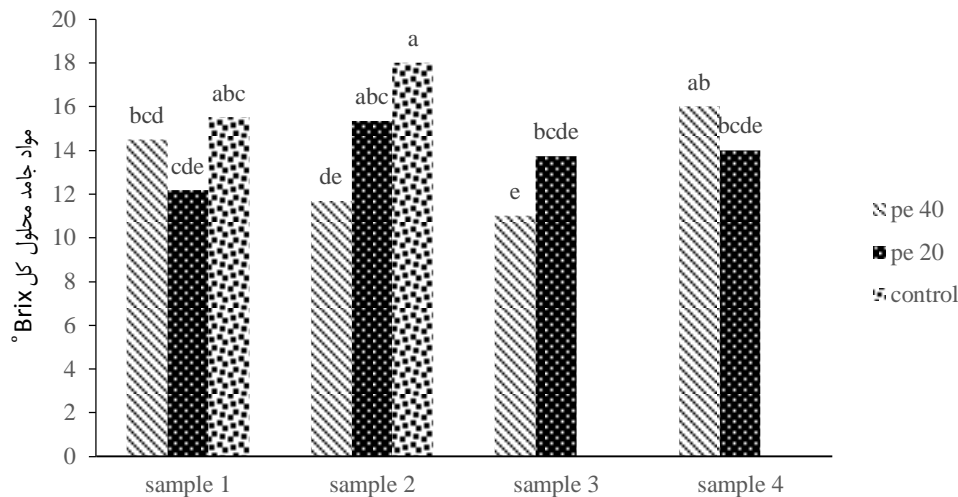 20
18
16
14
12
10
8
6
4
2
0
مواد جامد محلول کل Brix°
bcd
cde
abc
de
abc
a
e
bcde
ab
bcde
sample 1
sample 2
sample 3
sample 4
pe 40
pe 20
control